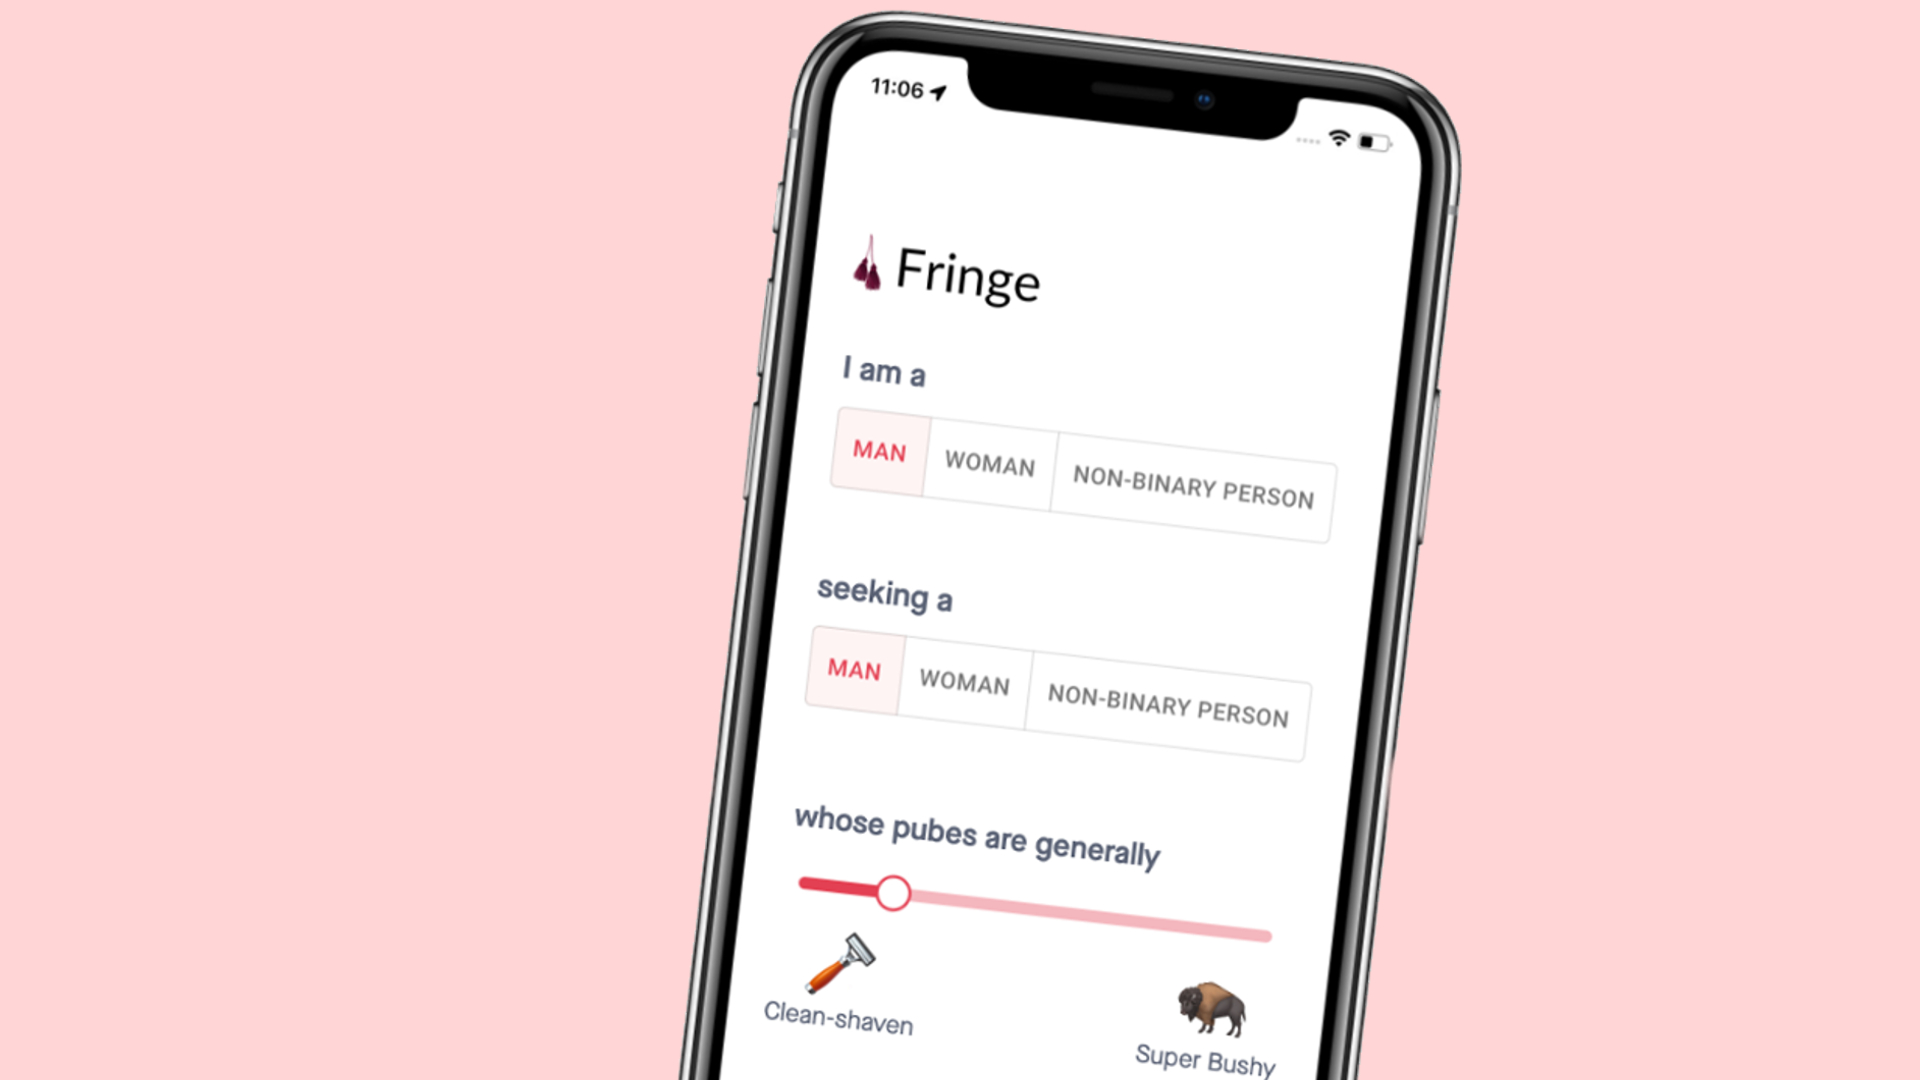 11:06
Fringe
I am a
MAN WOMAN NON-BINARY PERSON
seeking a
MAN WOMAN NON-BINARY PERSON
whose pubes are generally
Clean-shaven
Super Bushy